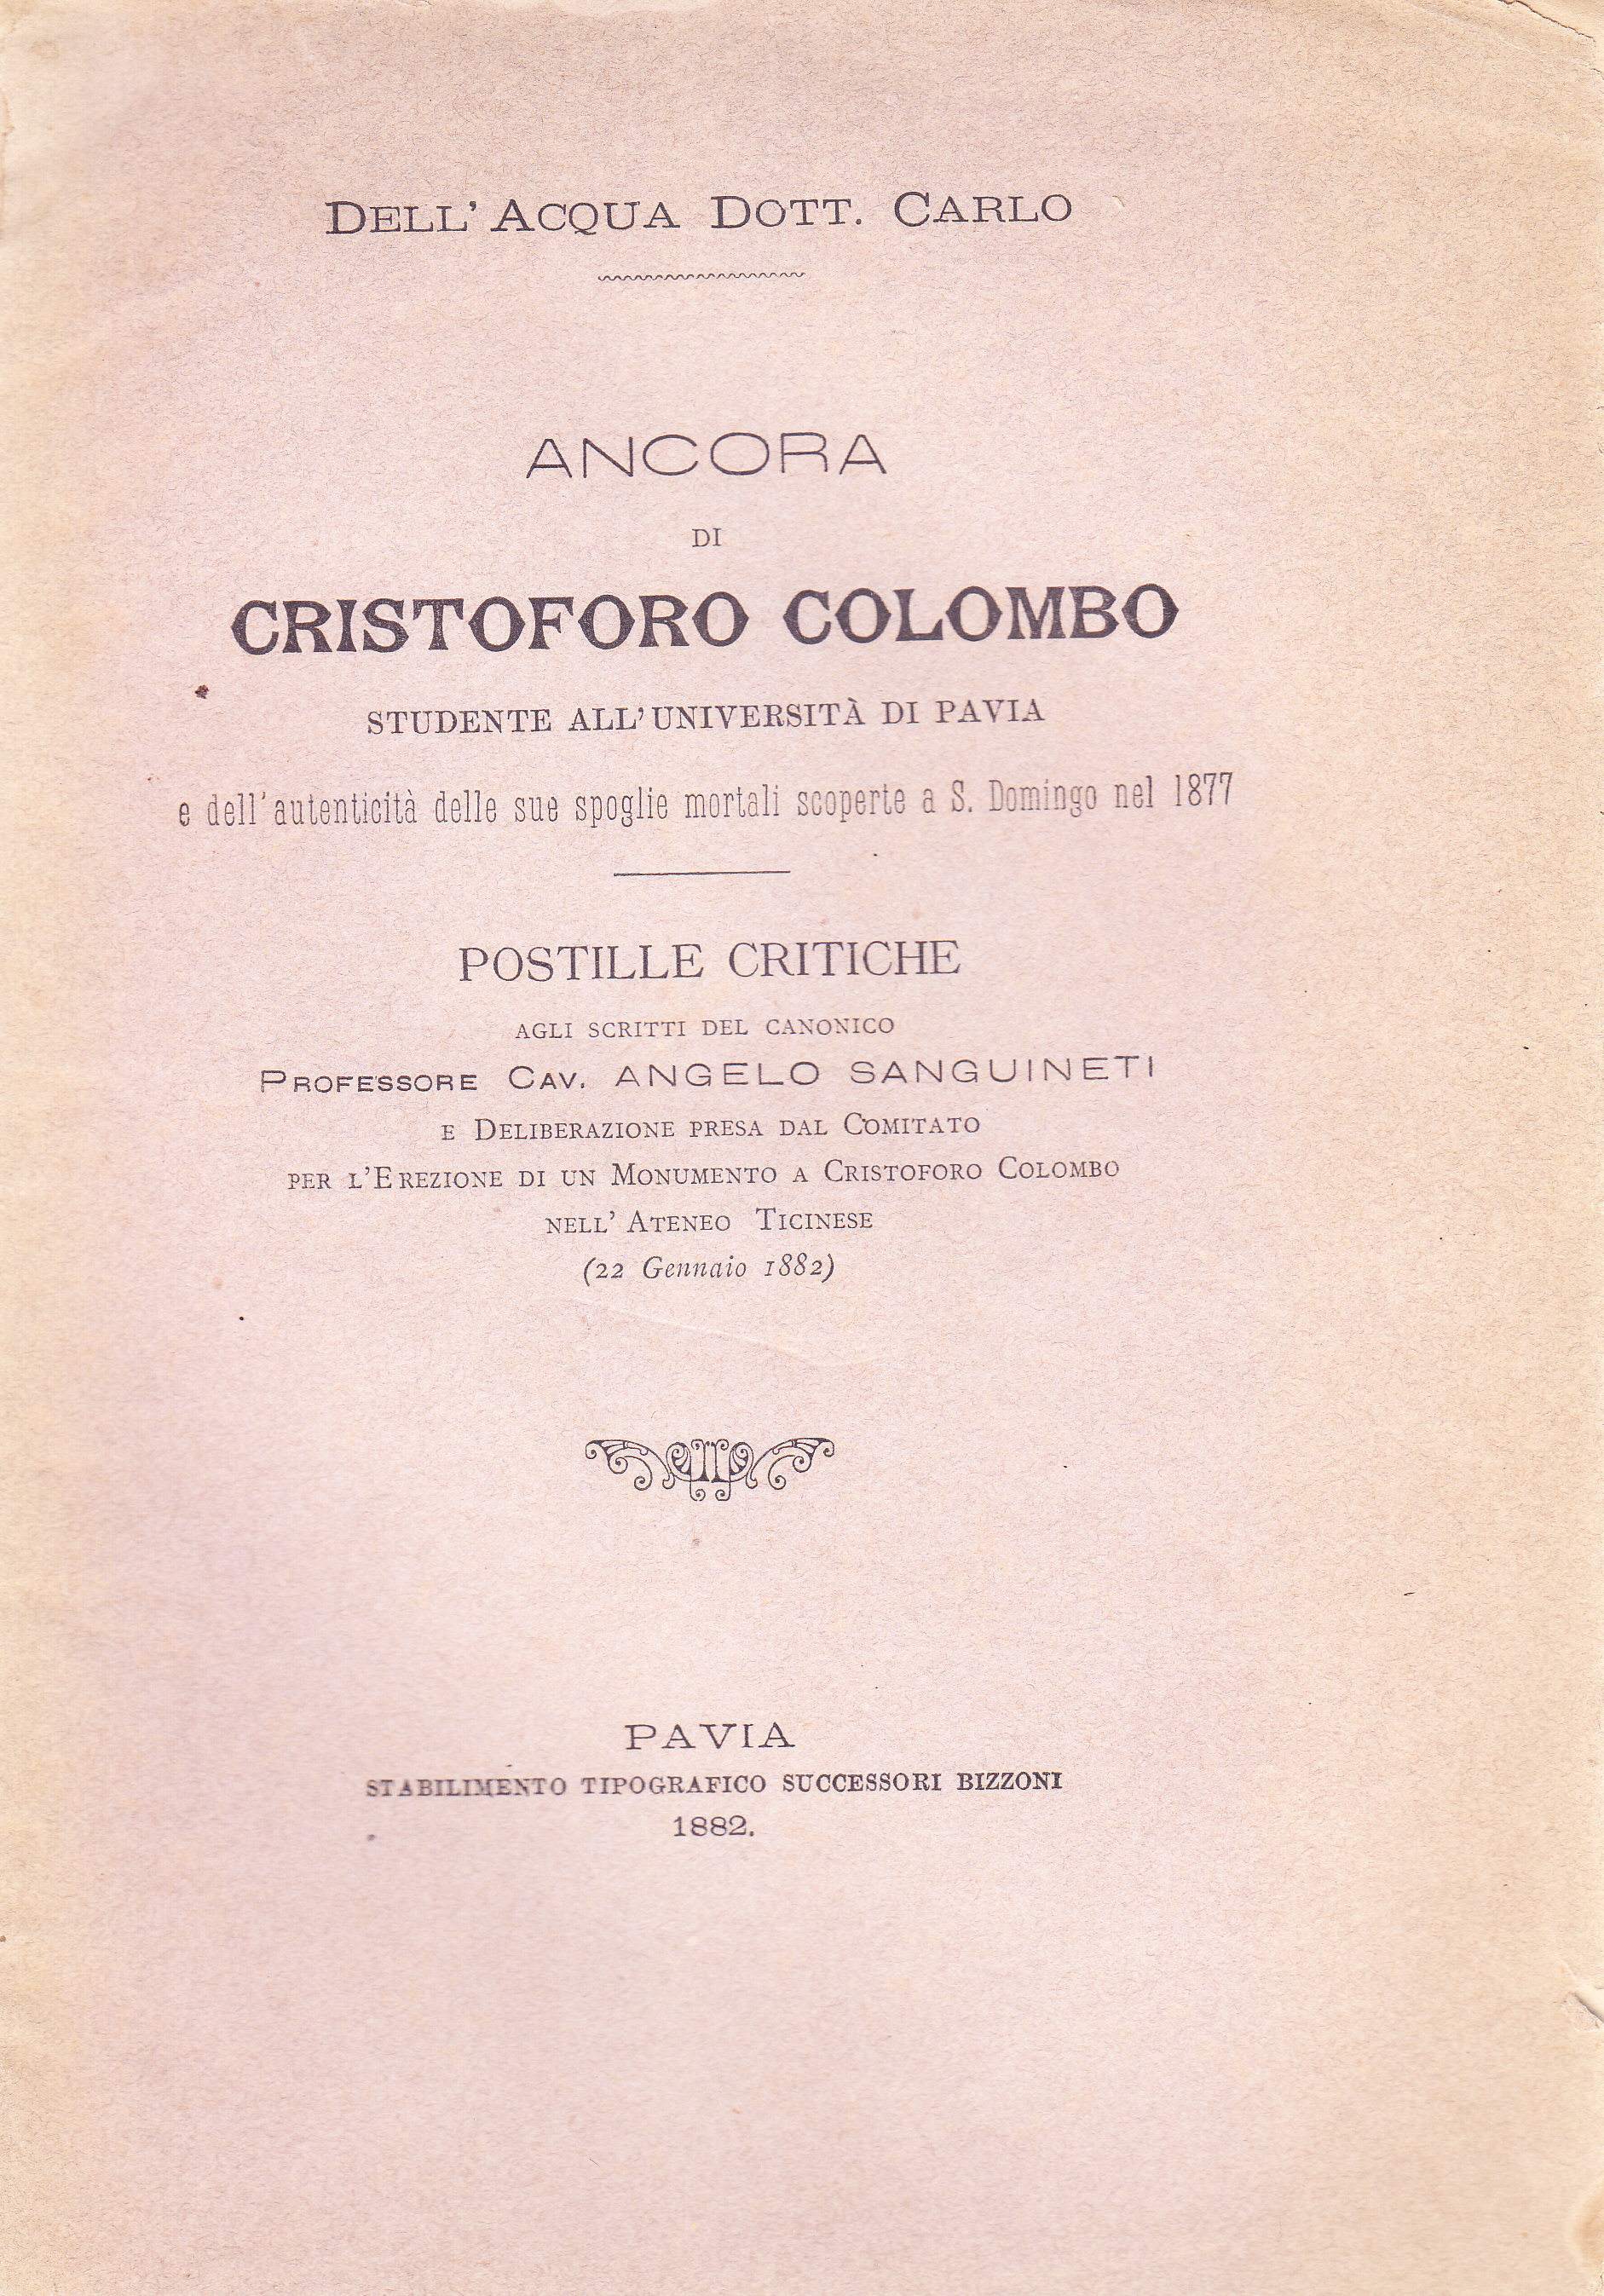 DELL' ACQUA DOTT. CARLO
ANCORA
DI
CRISTOFORO COLOMBO
STUDENTE ALL'UNIVERSITÀ DI PAVIA
e dell'autenticità delle sue spoglie mortali scoperte a S. Domingo nel 1877
POSTILLE CRITICHE
AGLI SCRITTI DEL CANONICO
PROFESSORE CAV. ANGELO SANGUINETI
E DELIBERAZIONE PRESA DAL COMITATO
PER L'EREZIONE DI UN MONUMENTO A CRISTOFORO COLOMBO
NELL' ATENEO TICINESE
(22 Gennaio 1882)
PAVIA
STABILIMENTO TIPOGRAFICO SUCCESSORI BIZZONI
1882.